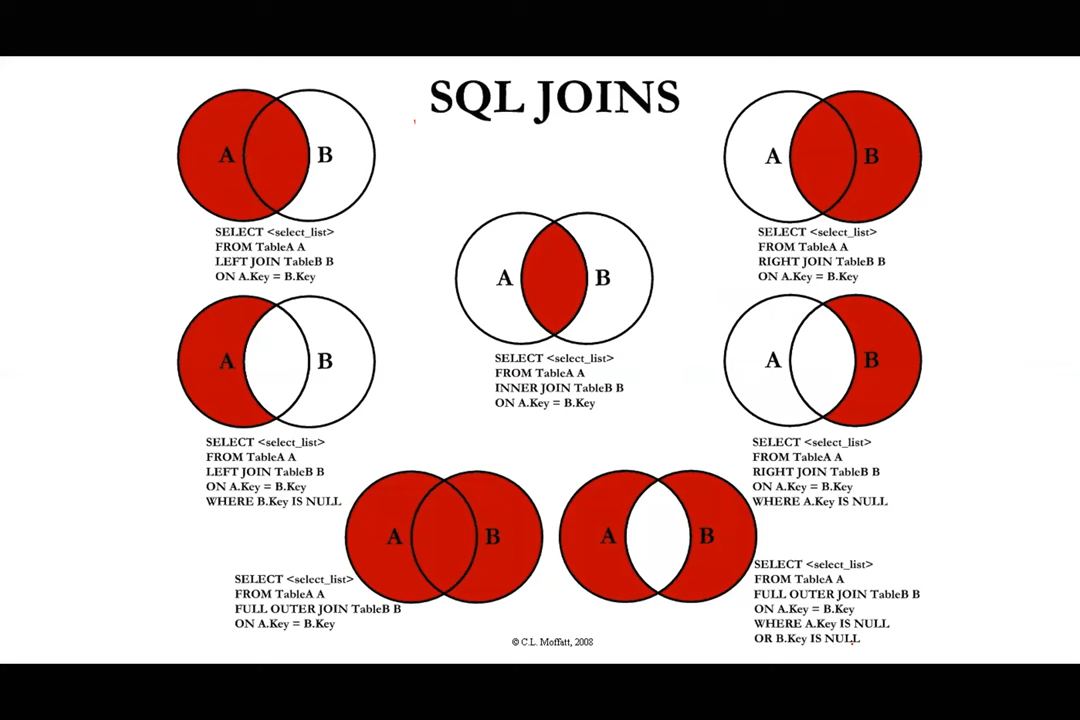 SQL JOINS
A
B
SELECT <select_list>
FROM TableA A
LEFT JOIN TableB B
ON A.Key = B.Key
A
B
SELECT <select_list>
FROM TableA A
RIGHT JOIN TableB B
ON A.Key = B.Key
A
B
SELECT <select_list>
FROM TableA A
INNER JOIN TableB B
ON A.Key = B.Key
A
B
SELECT <select_list>
FROM TableA A
LEFT JOIN TableB B
ON A.Key = B.Key
WHERE B.Key IS NULL
A
B
SELECT <select_list>
FROM TableA A
RIGHT JOIN TableB B
ON A.Key = B.Key
WHERE A.Key IS NULL
A
B
SELECT <select_list>
FROM TableA A
FULL OUTER JOIN TableB B
ON A.Key = B.Key
A
B
SELECT <select_list>
FROM TableA A
FULL OUTER JOIN TableB B
ON A.Key = B.Key
WHERE A.Key IS NULL
OR B.Key IS NULL
© C.L. Moffatt, 2008